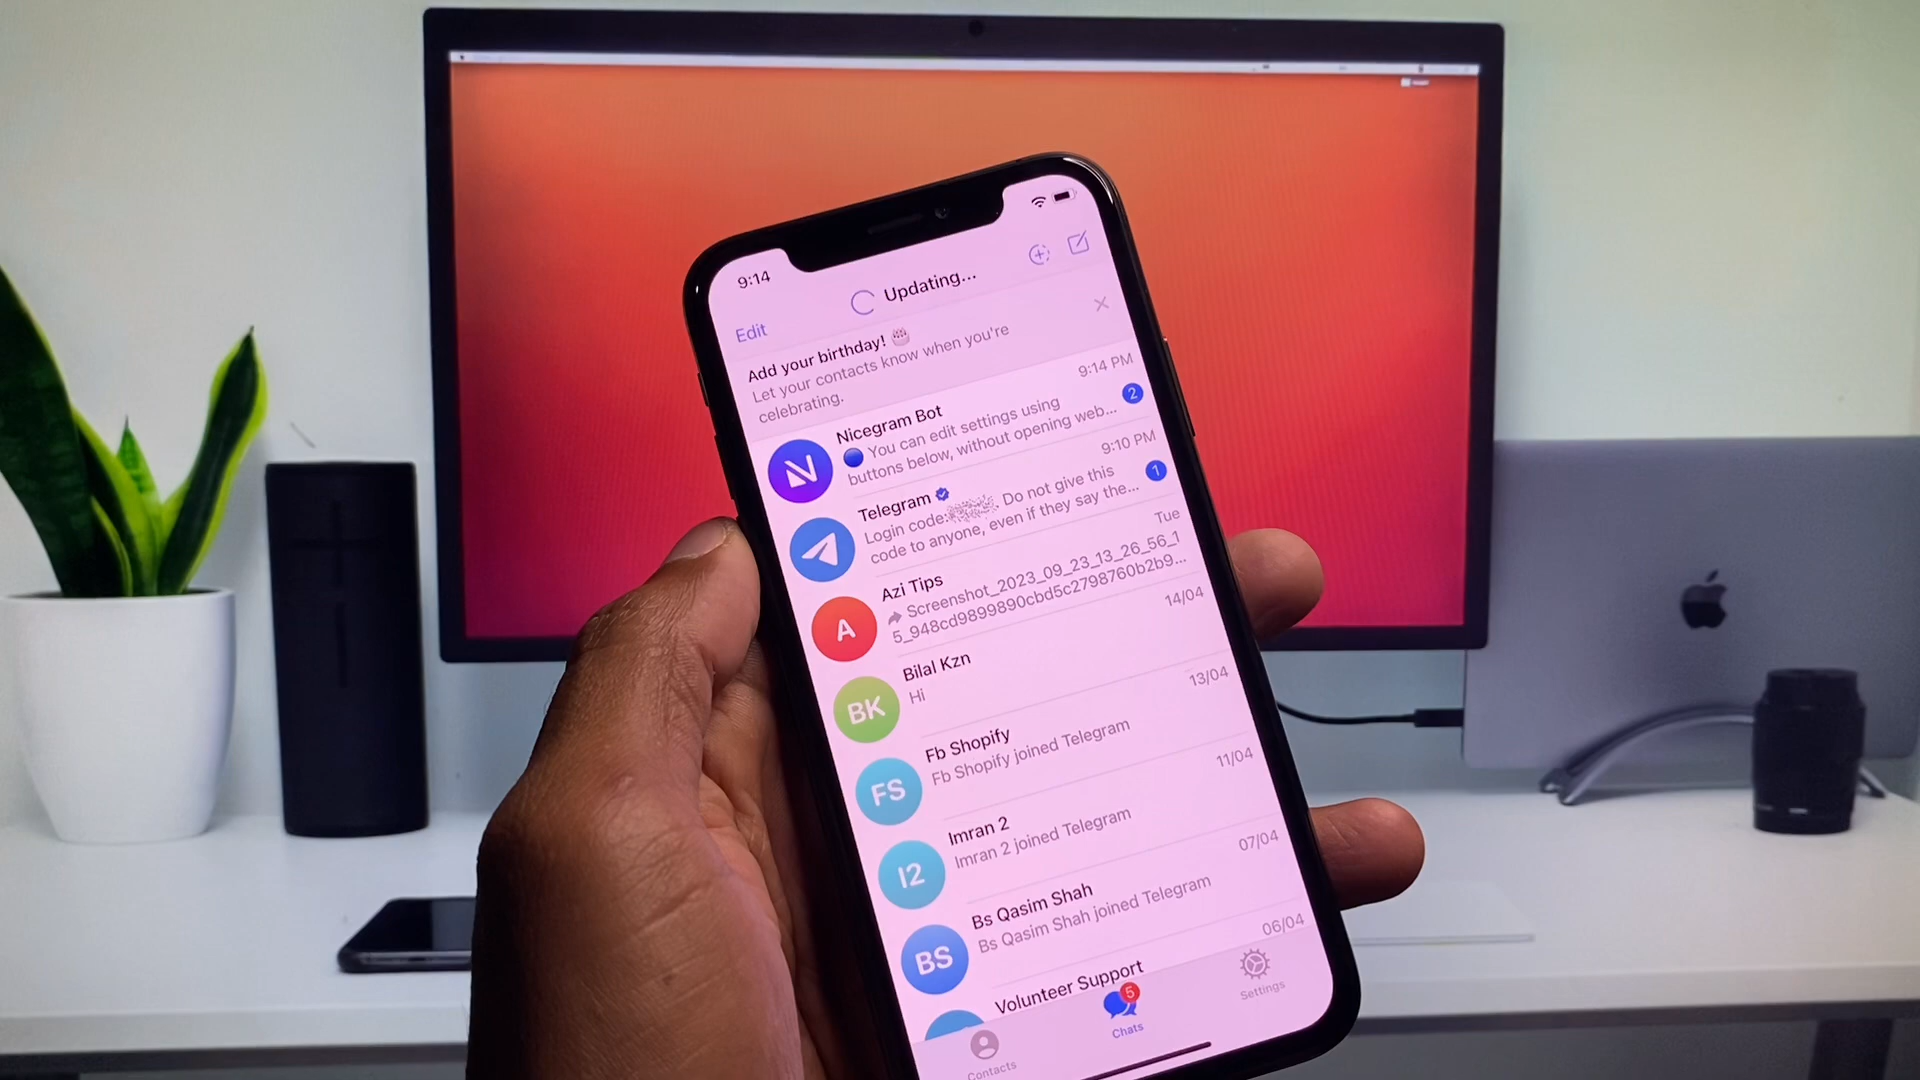 9:14
Updating...
Edit
Add your birthday! 🎂
Let your contacts know when you're
celebrating.
Nicegram Bot
9:14 PM
🔵 You can edit settings using
buttons below, without opening web...
2
Telegram
9:10 PM
Login code: . Do not give this
code to anyone, even if they say the...
1
A
Azi Tips
Tue
Screenshot_2023_09_23_13_26_56_1
5_948cd9899890cbd5c2798760b2b9...
BK
Bilal Kzn
14/04
Hi
FS
Fb Shopify
13/04
Fb Shopify joined Telegram
I2
Imran 2
11/04
Imran 2 joined Telegram
BS
Bs Qasim Shah
07/04
Bs Qasim Shah joined Telegram
Volunteer Support
06/04
Contacts
5
Chats
Settings